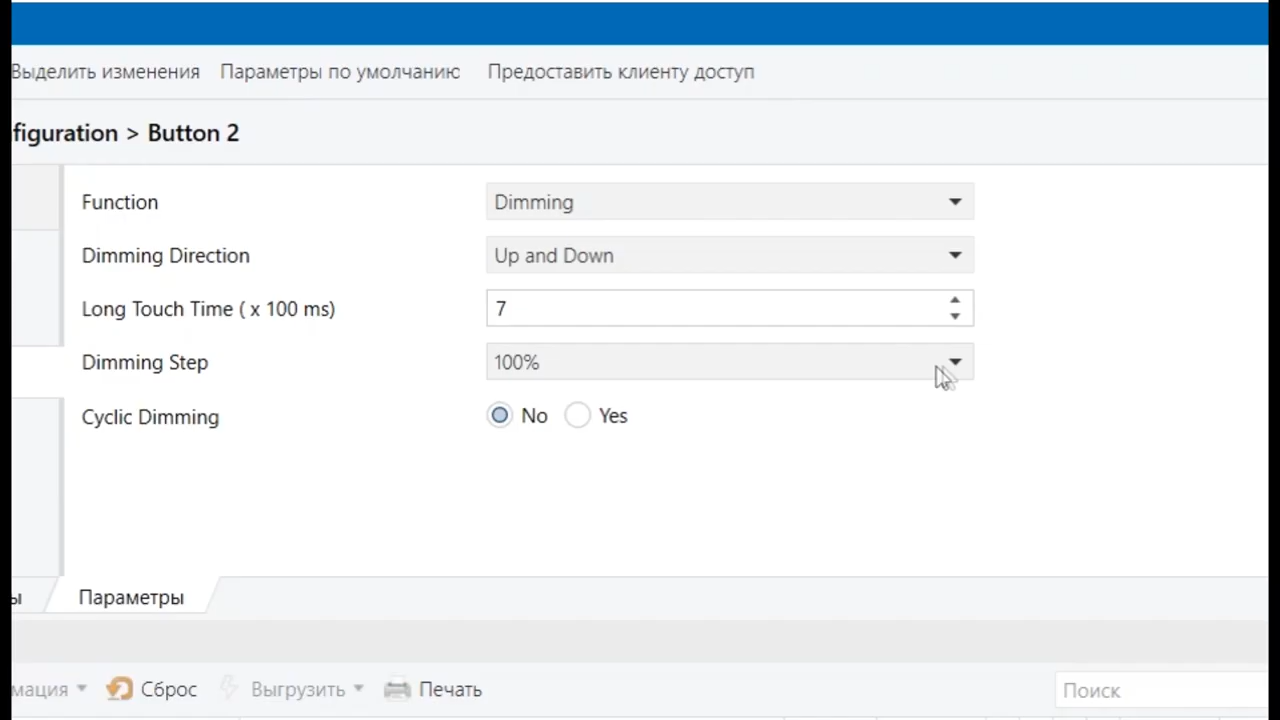 Выделить изменения Параметры по умолчанию Предоставить клиенту доступ
figuration > Button 2
Function Dimming
Dimming Direction Up and Down
Long Touch Time ( x 100 ms) 7
Dimming Step 100%
Cyclic Dimming No Yes
ы Параметры
мация Сброс Выгрузить Печать Поиск